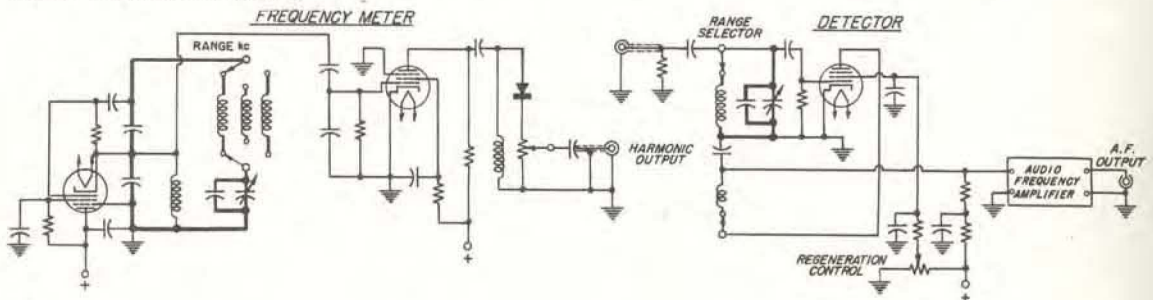 FREQUENCY METER
RANGE kc
+
+
HARMONIC
OUTPUT
RANGE
SELECTOR
DETECTOR
AUDIO
FREQUENCY
AMPLIFIER
A.F.
OUTPUT
REGENERATION
CONTROL
+